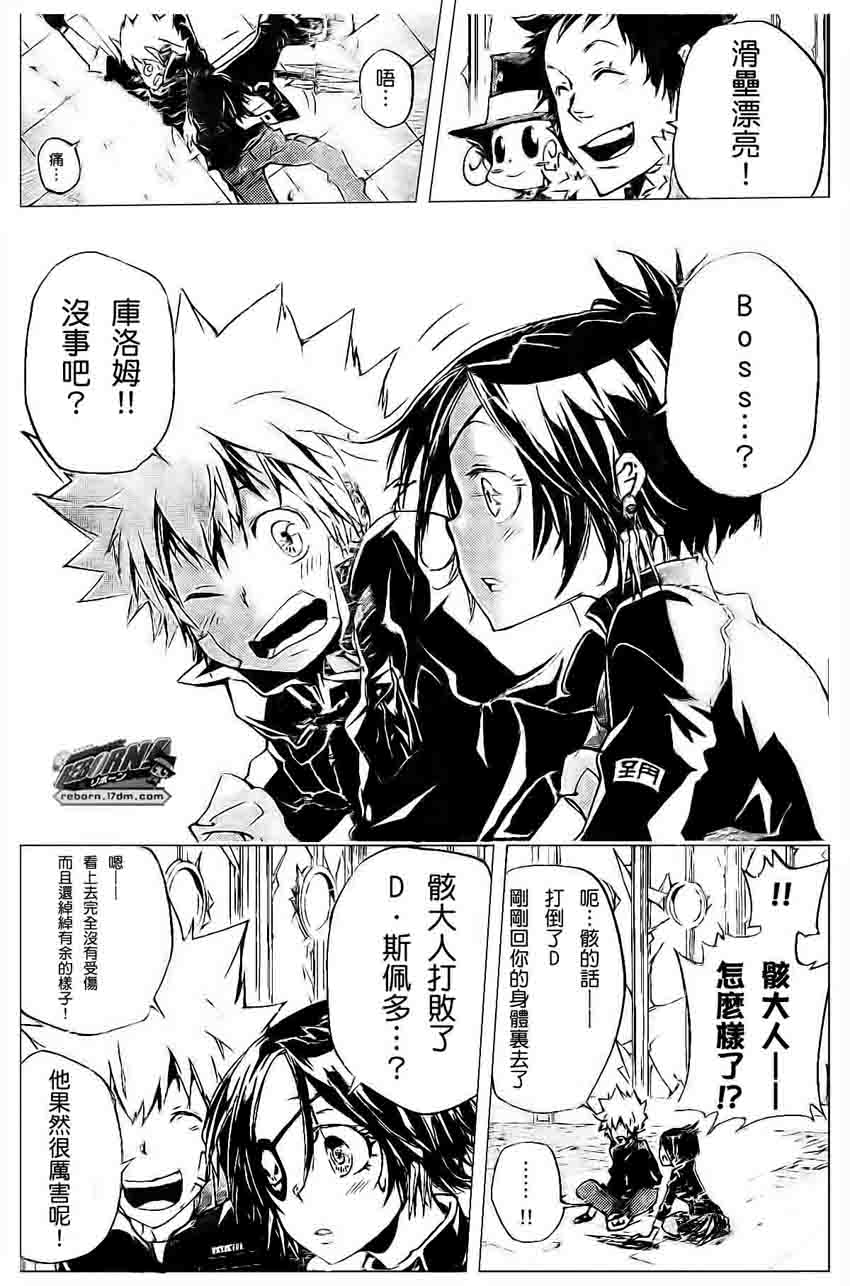 滑壘漂亮！
唔…
痛…
Boss…？
庫洛姆!!
沒事吧？
REBORN!
リボーン
reborn.17dm.com
!!
骸大人——
怎麼樣了!?
呃…骸的話——
打倒了D
剛剛回你的身體裏去了
……!!
骸大人打敗了
D．斯佩多…？
嗯——
看上去完全沒有受傷
而且還綽綽有余的樣子！
他果然很厲害呢！